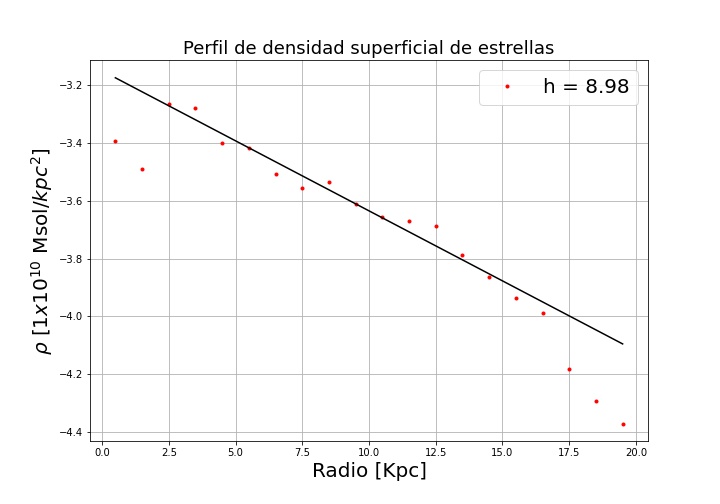 Perfil de densidad superficial de estrellas
h = 8.98
ρ [1x10^10 Msol/kpc^2]
−3.2
−3.4
−3.6
−3.8
−4.0
−4.2
−4.4
0.0 2.5 5.0 7.5 10.0 12.5 15.0 17.5 20.0
Radio [Kpc]